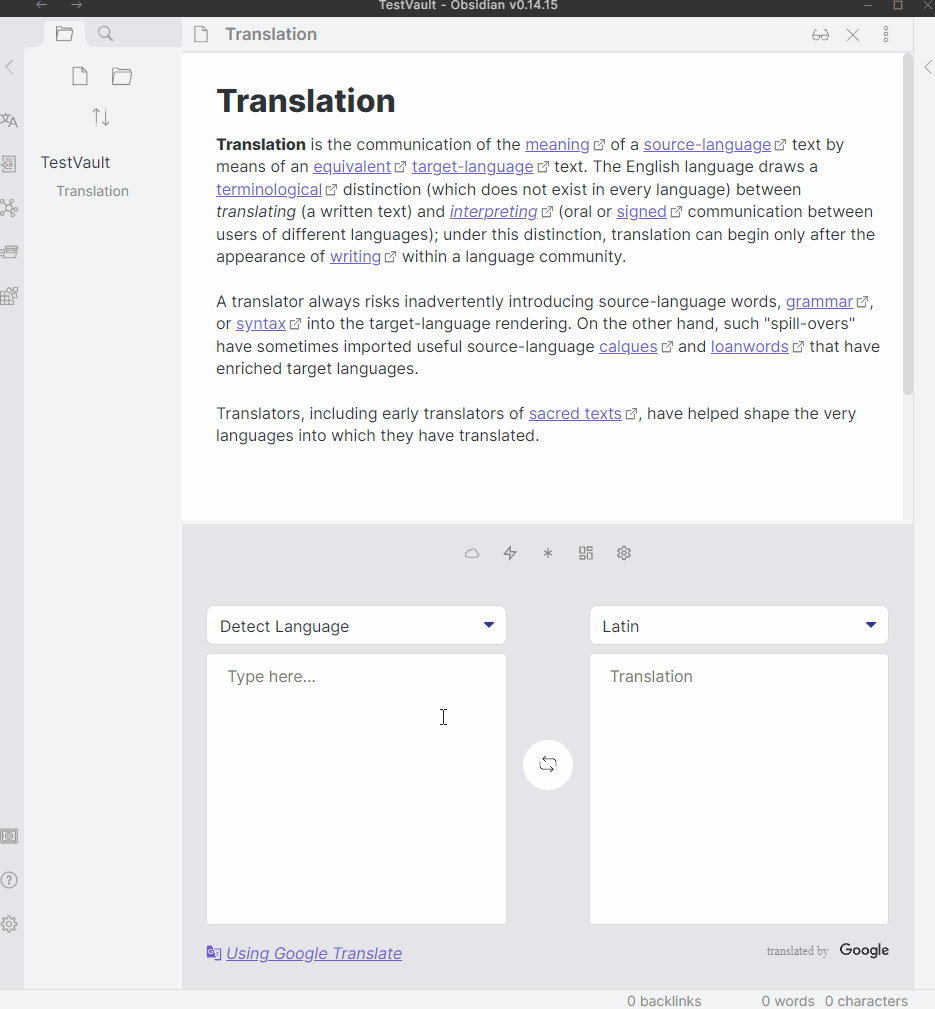 TestVault - Obsidian v0.14.15
Translation
TestVault
Translation
Translation
Translation is the communication of the meaning of a source-language text by
means of an equivalent target-language text. The English language draws a
terminological distinction (which does not exist in every language) between
translating (a written text) and interpreting (oral or signed communication between
users of different languages); under this distinction, translation can begin only after the
appearance of writing within a language community.
A translator always risks inadvertently introducing source-language words, grammar,
or syntax into the target-language rendering. On the other hand, such "spill-overs"
have sometimes imported useful source-language calques and loanwords that have
enriched target languages.
Translators, including early translators of sacred texts, have helped shape the very
languages into which they have translated.
Detect Language
Latin
Type here...
Translation
Using Google Translate
translated by Google
0 backlinks 0 words 0 characters